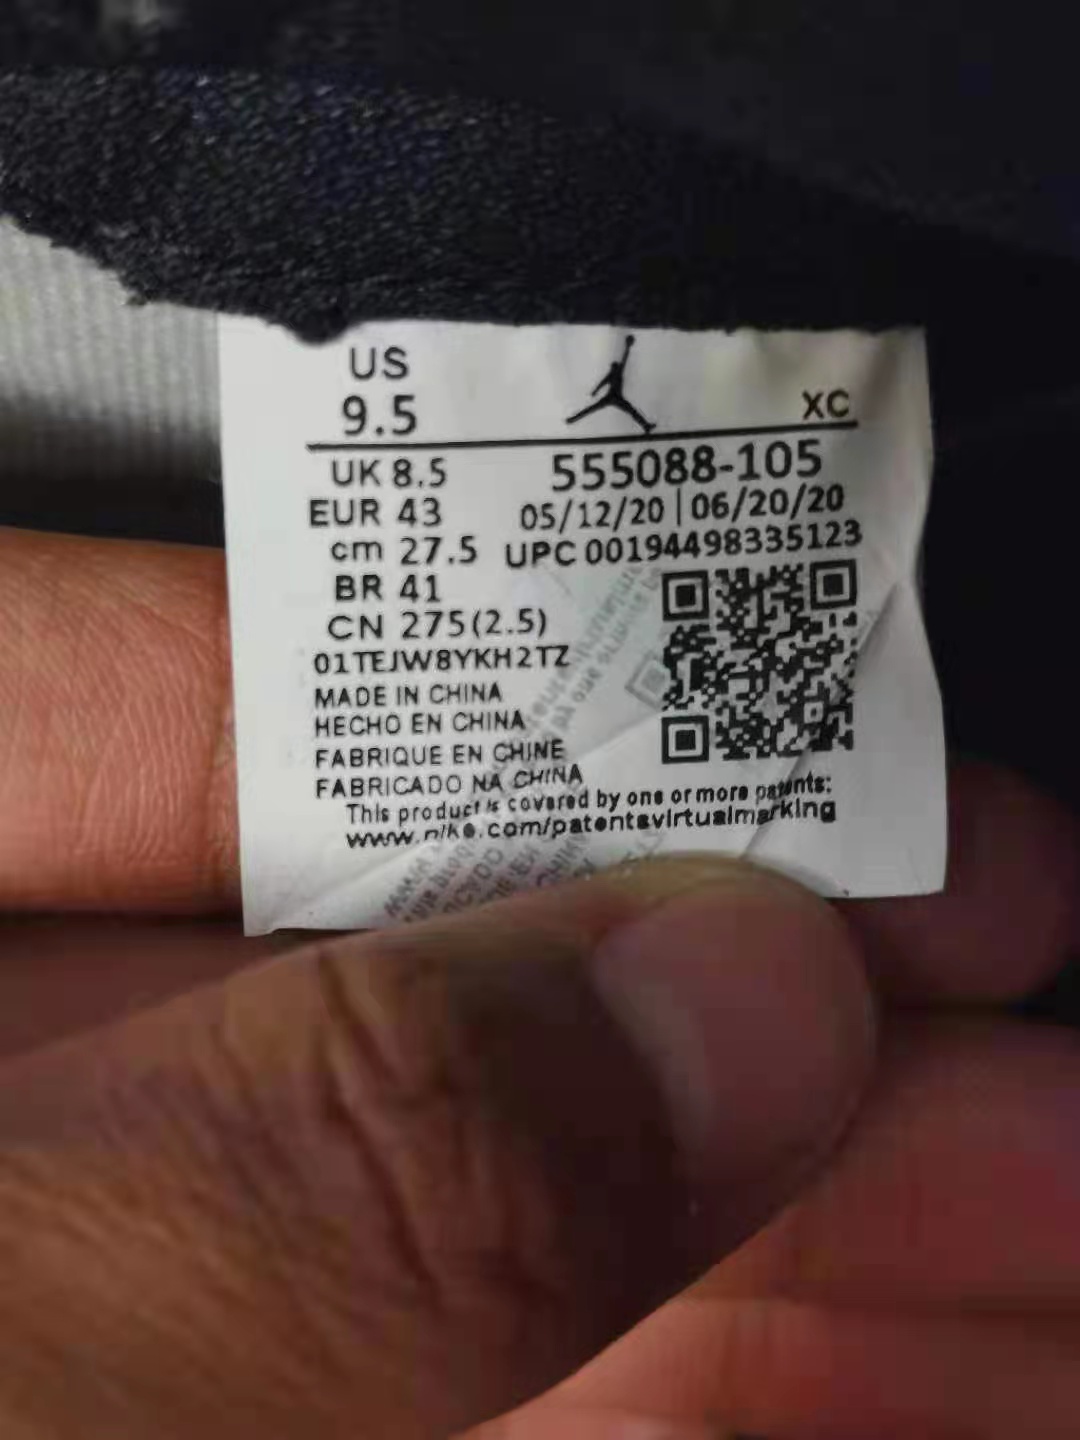 US
9.5
XC
UK 8.5
555088-105
EUR 43
05/12/20 | 06/20/20
cm 27.5
UPC 00194498335123
BR 41
CN 275(2.5)
01TEJW8YKH2TZ
MADE IN CHINA
HECHO EN CHINA
FABRIQUE EN CHINE
FABRICADO NA CHINA
This product is covered by one or more patents:
www.nike.com/patentsvirtualmarking